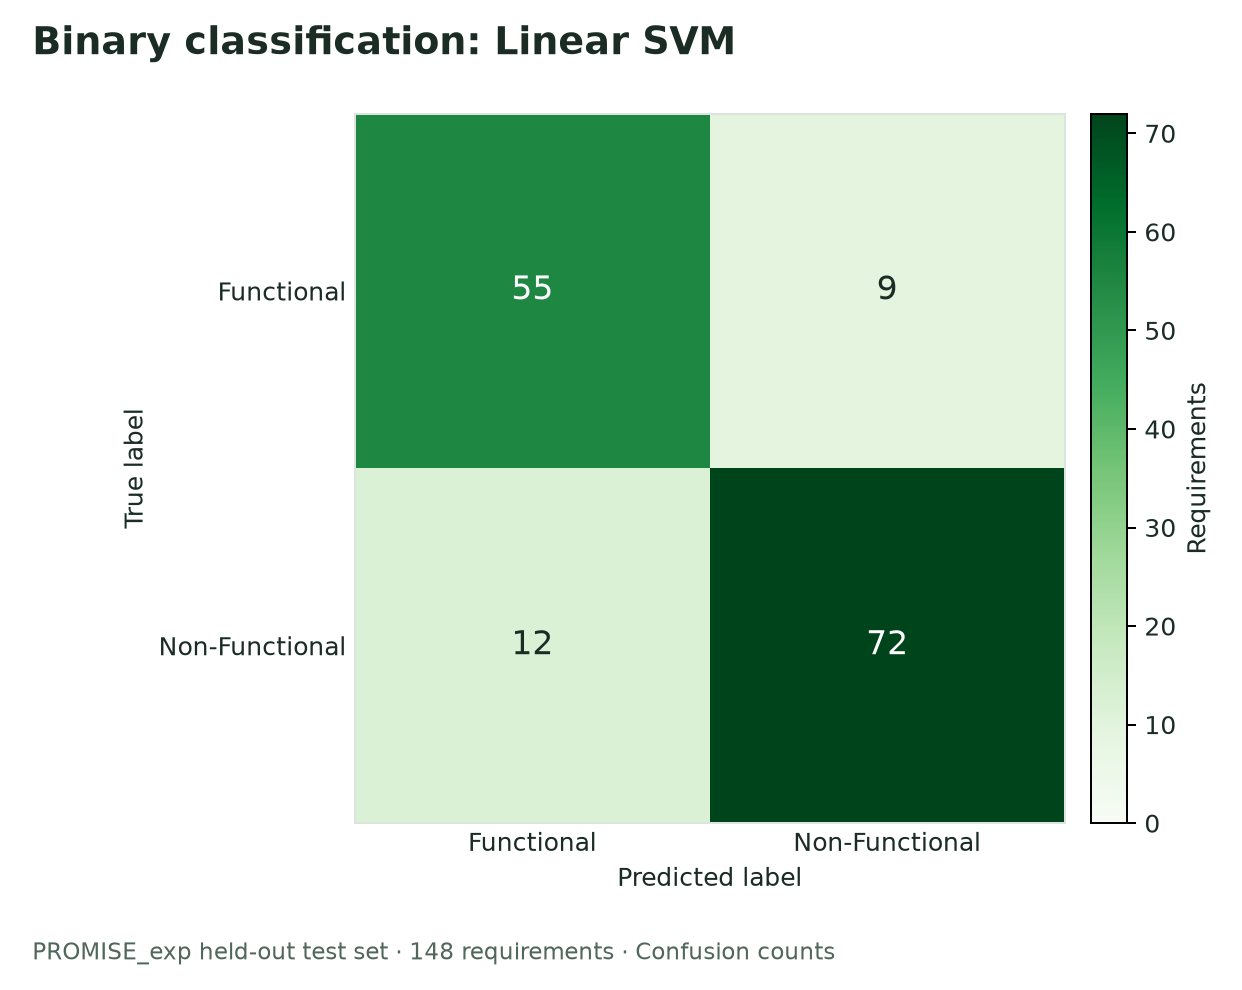 Binary classification: Linear SVM
Functional
55
9
Non-Functional
12
72
Functional
Non-Functional
Predicted label
True label
70
60
50
40
30
20
10
0
Requirements
PROMISE_exp held-out test set · 148 requirements · Confusion counts